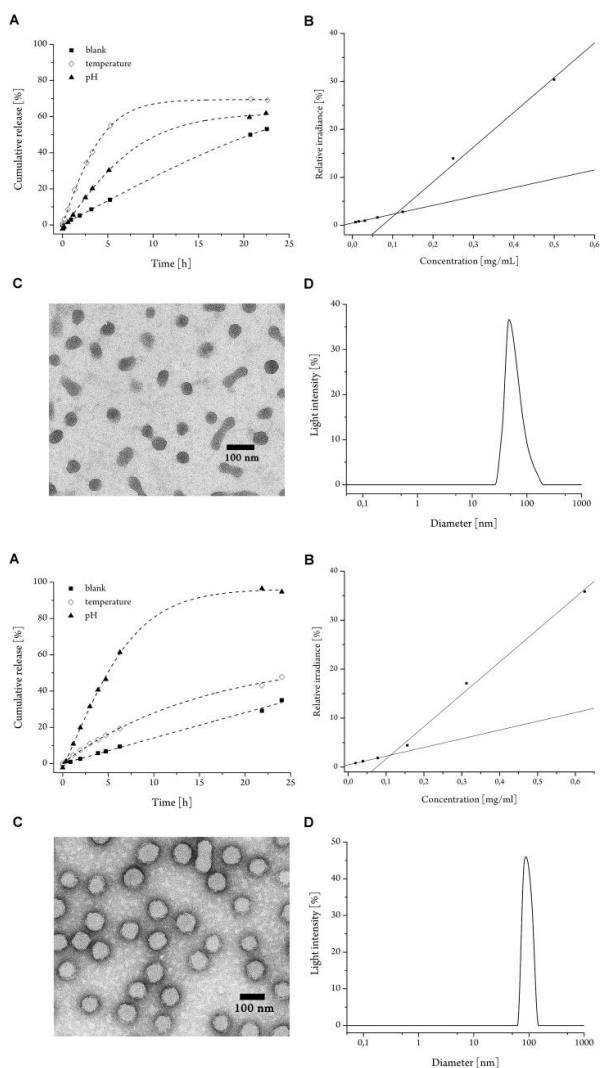 A
Cumulative release [%]
100
80
60
40
20
0
blank
temperature
pH
0
5
10
15
20
25
Time [h]
B
Relative irradiance [%]
40
30
20
10
0
0,0
0,1
0,2
0,3
0,4
0,5
0,6
Concentration [mg/mL]
C
100 nm
D
Light intensity [%]
40
30
20
10
0
0,1
1
10
100
1000
Diameter [nm]
A
Cumulative release [%]
100
80
60
40
20
0
blank
temperature
pH
0
5
10
15
20
25
Time [h]
B
Relative irradiance [%]
40
30
20
10
0
0,0
0,1
0,2
0,3
0,4
0,5
0,6
Concentration [mg/ml]
C
100 nm
D
Light intensity [%]
50
40
30
20
10
0
0,1
1
10
100
1000
Diameter [nm]